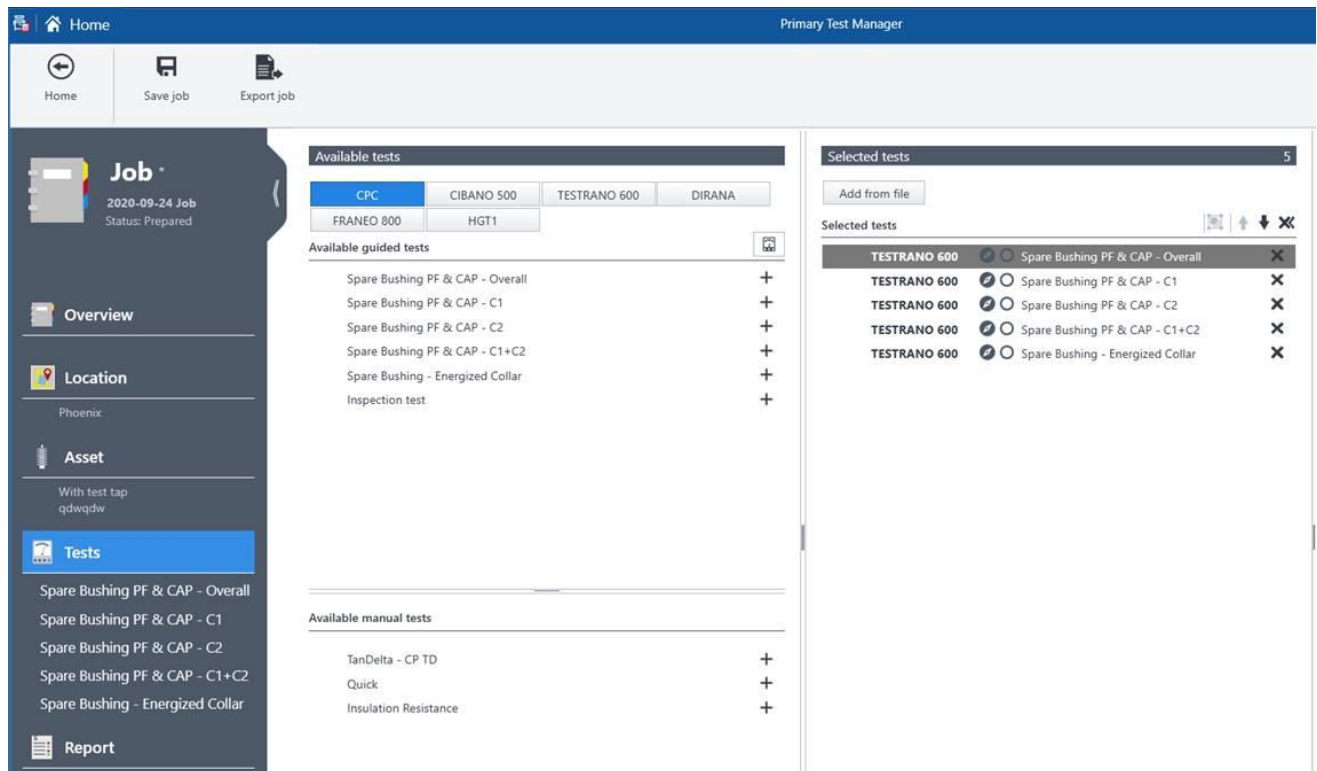 Home
Primary Test Manager
Home
Save job
Export job
Job *
2020-09-24 Job
Status: Prepared
Overview
Location
Phoenix
Asset
With test tap
qdwqdw
Tests
Spare Bushing PF & CAP - Overall
Spare Bushing PF & CAP - C1
Spare Bushing PF & CAP - C2
Spare Bushing PF & CAP - C1+C2
Spare Bushing - Energized Collar
Report
Available tests
CPC CIBANO 500 TESTRANO 600 DIRANA
FRANEO 800 HGT1
Available guided tests
Spare Bushing PF & CAP - Overall
Spare Bushing PF & CAP - C1
Spare Bushing PF & CAP - C2
Spare Bushing PF & CAP - C1+C2
Spare Bushing - Energized Collar
Inspection test
Available manual tests
TanDelta - CP TD
Quick
Insulation Resistance
Selected tests 5
Add from file
Selected tests
TESTRANO 600 Spare Bushing PF & CAP - Overall
TESTRANO 600 Spare Bushing PF & CAP - C1
TESTRANO 600 Spare Bushing PF & CAP - C2
TESTRANO 600 Spare Bushing PF & CAP - C1+C2
TESTRANO 600 Spare Bushing - Energized Collar